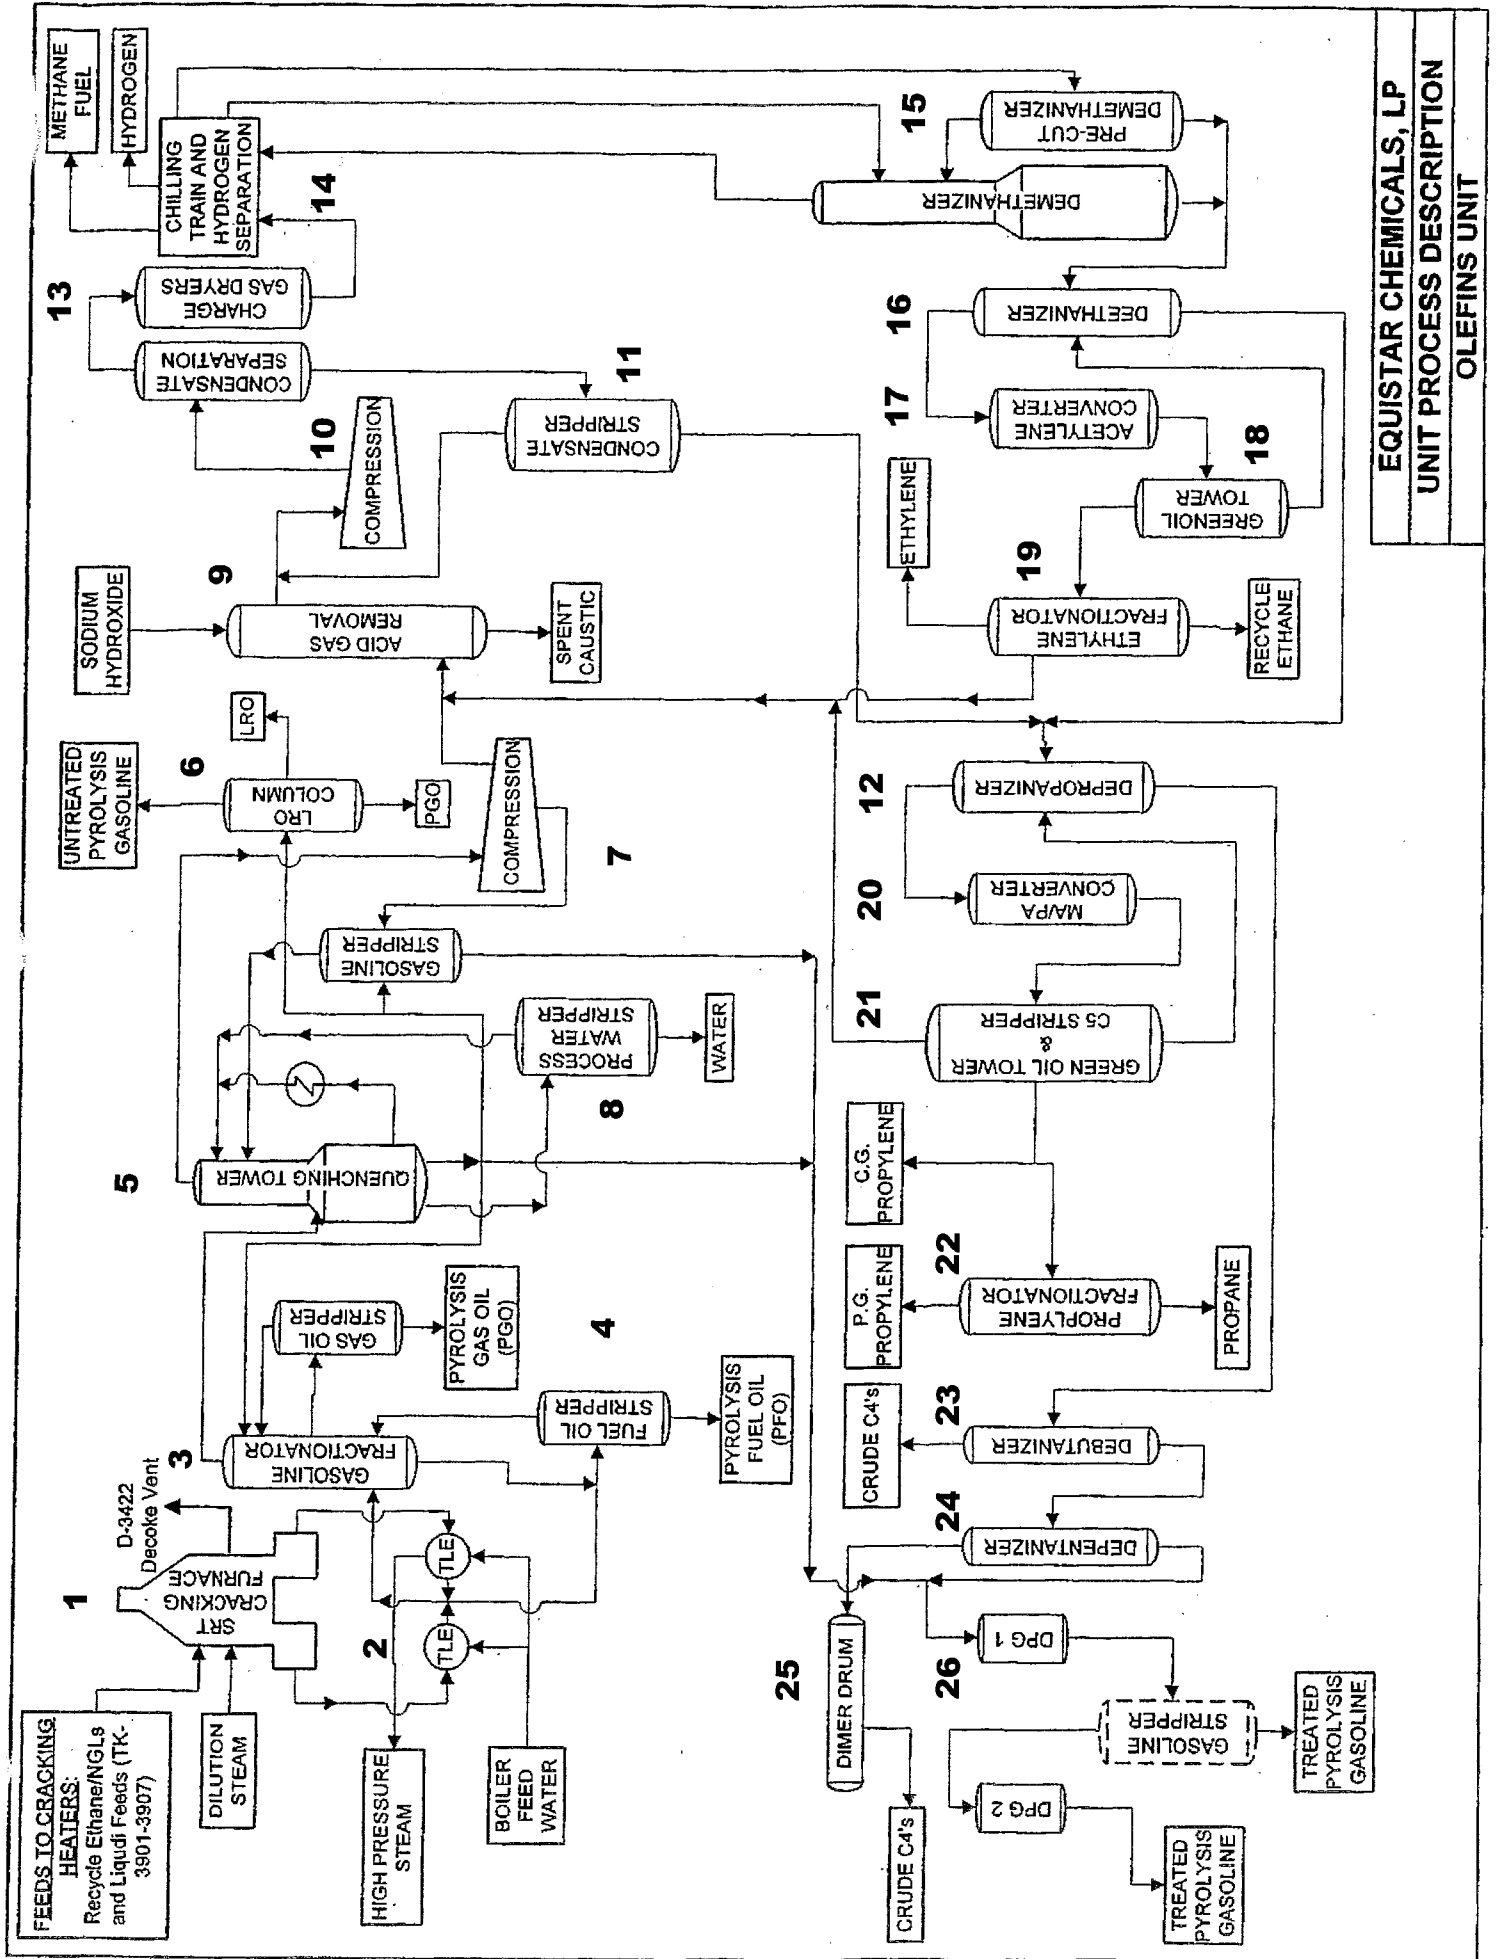 FEEDS TO CRACKING
HEATERS:
Recycle Ethane/NGLs
and Liqudi Feeds (TK-
3901-3907)
DILUTION
STEAM
HIGH PRESSURE
STEAM
BOILER
FEED
WATER
1
SRT
CRACKING
FURNACE
D-3422
Decoke Vent
2
TLE
TLE
3
GASOLINE
FRACTIONATOR
GAS OIL
STRIPPER
PYROLYSIS
GAS OIL
(PGO)
4
FUEL OIL
STRIPPER
PYROLYSIS
FUEL OIL
(PFO)
5
QUENCHING TOWER
8
PROCESS
WATER
STRIPPER
WATER
GASOLINE
STRIPPER
7
COMPRESSION
6
LRO
COLUMN
UNTREATED
PYROLYSIS
GASOLINE
LRO
PGO
SODIUM
HYDROXIDE
9
ACID GAS
REMOVAL
SPENT
CAUSTIC
10
COMPRESSION
11
CONDENSATE
STRIPPER
CONDENSATE
SEPARATION
13
CHARGE
GAS DRYERS
14
CHILLING
TRAIN AND
HYDROGEN
SEPARATION
METHANE
FUEL
HYDROGEN
15
PRE-CUT
DEMETHANIZER
DEMETHANIZER
16
DEETHANIZER
17
ACETYLENE
CONVERTER
18
GREENOIL
TOWER
19
ETHYLENE
FRACTIONATOR
ETHYLENE
RECYCLE
ETHANE
12
DEPROPANIZER
20
MA/PA
CONVERTER
21
GREEN OIL TOWER
&
C5 STRIPPER
C.G.
PROPYLENE
P.G.
PROPYLENE
22
PROPLYENE
FRACTIONATOR
PROPANE
23
DEBUTANIZER
CRUDE C4's
24
DEPENTANIZER
25
DIMER DRUM
CRUDE C4's
26
DPG 1
GASOLINE
STRIPPER
TREATED
PYROLYSIS
GASOLINE
DPG 2
TREATED
PYROLYSIS
GASOLINE
EQUISTAR CHEMICALS, LP
UNIT PROCESS DESCRIPTION
OLEFINS UNIT